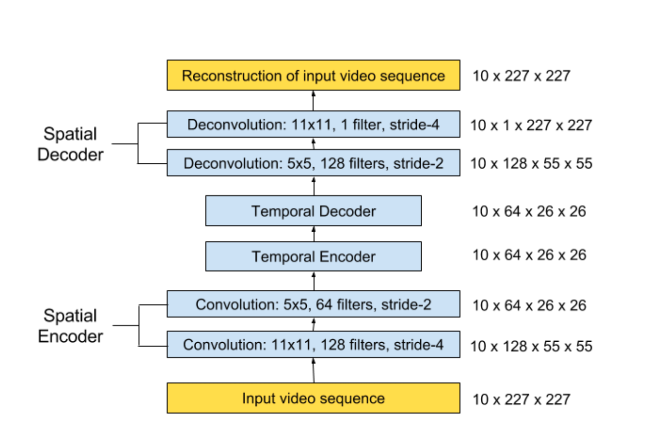 Reconstruction of input video sequence 10 x 227 x 227
Deconvolution: 11x11, 1 filter, stride-4 10 x 1 x 227 x 227
Spatial
Decoder
Deconvolution: 5x5, 128 filters, stride-2 10 x 128 x 55 x 55
Temporal Decoder 10 x 64 x 26 x 26
Temporal Encoder 10 x 64 x 26 x 26
Convolution: 5x5, 64 filters, stride-2 10 x 64 x 26 x 26
Spatial
Encoder
Convolution: 11x11, 128 filters, stride-4 10 x 128 x 55 x 55
Input video sequence 10 x 227 x 227